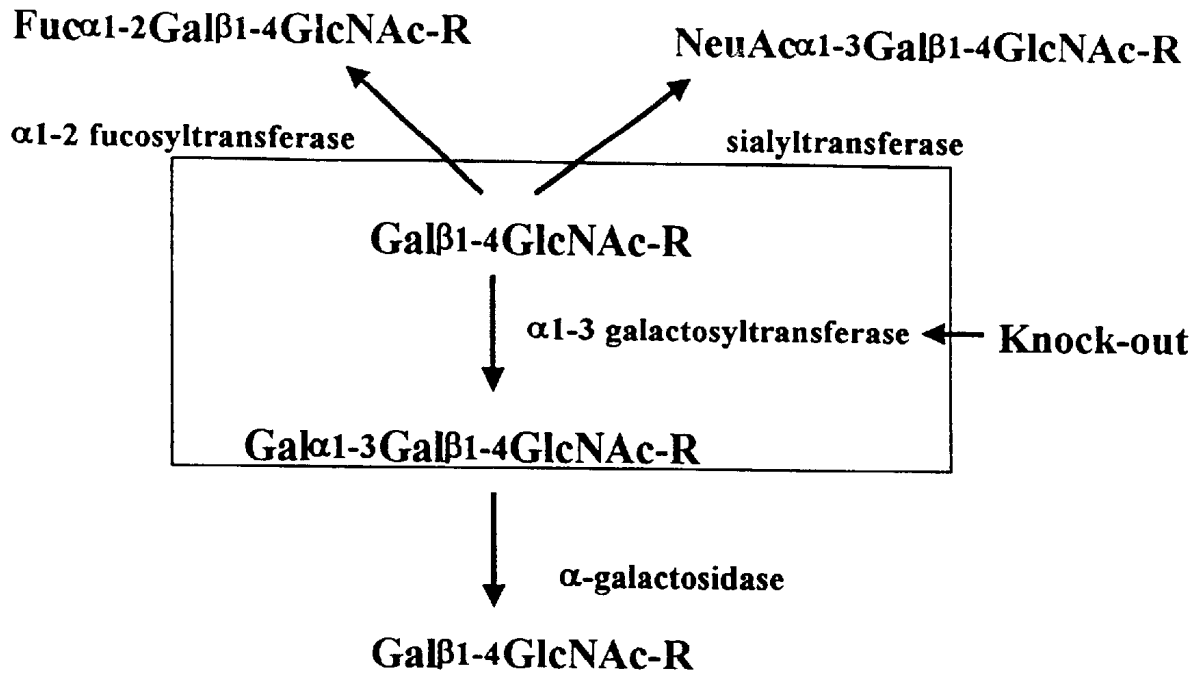 Fucα1-2Galβ1-4GlcNAc-R
NeuAcα1-3Galβ1-4GlcNAc-R
α1-2 fucosyltransferase
sialyltransferase
Galβ1-4GlcNAc-R
α1-3 galactosyltransferase
Knock-out
Galα1-3Galβ1-4GlcNAc-R
α-galactosidase
Galβ1-4GlcNAc-R